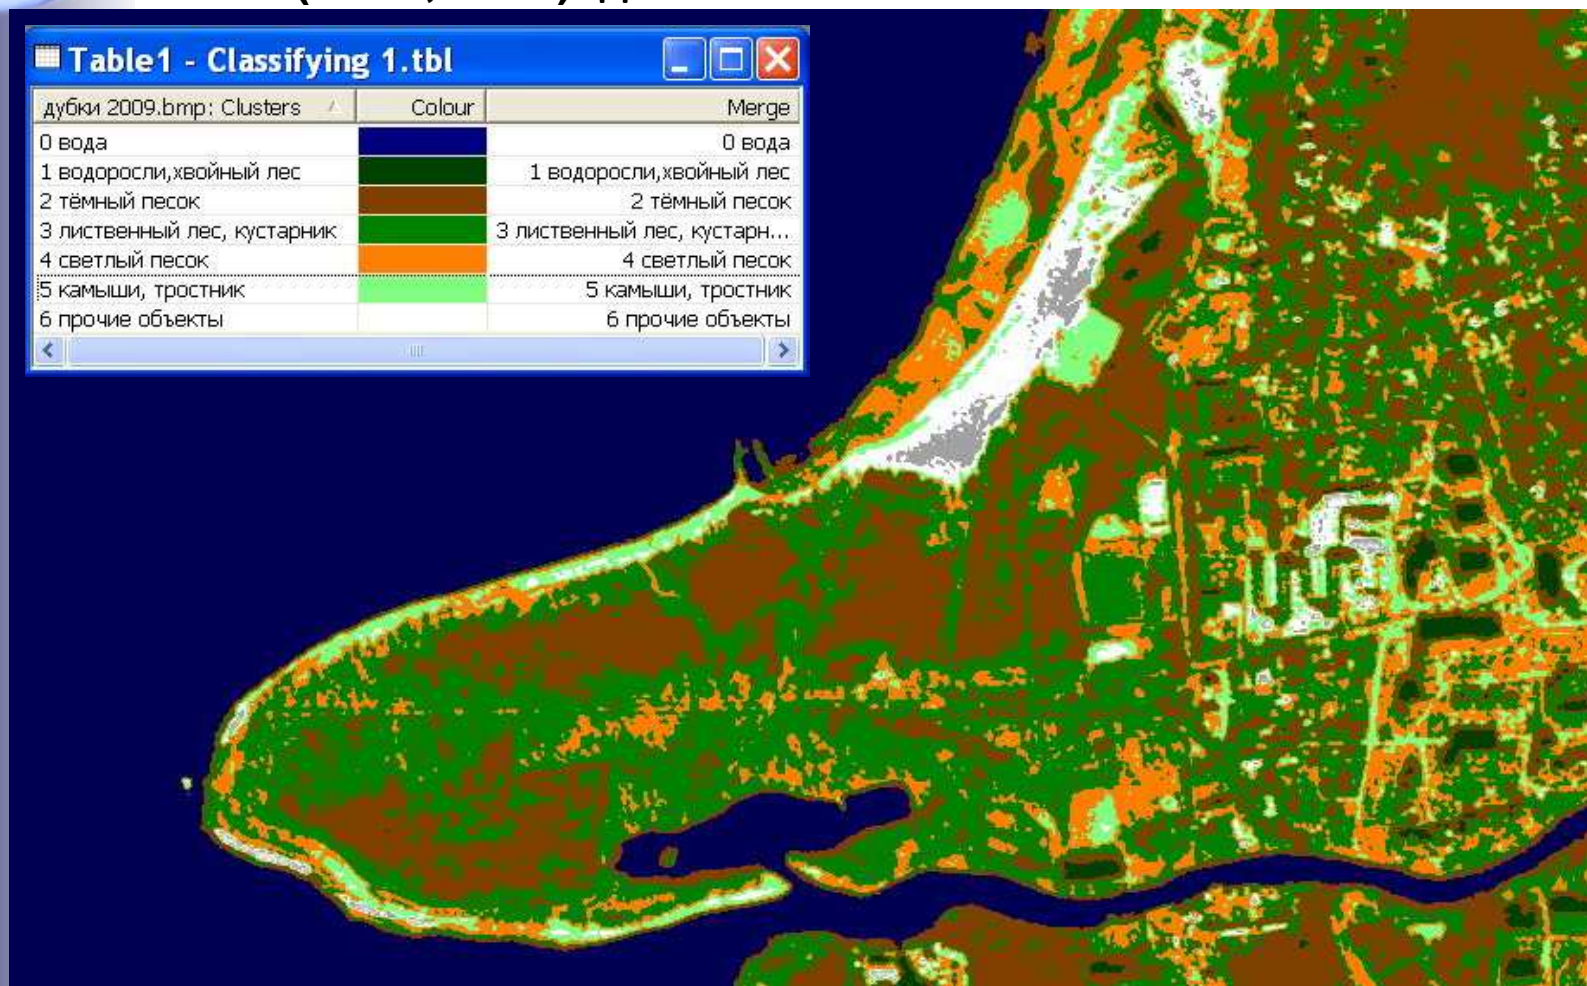 Table1 - Classifying 1.tbl
дубки 2009.bmp: Clusters Colour Merge
0 вода 0 вода
1 водоросли,хвойный лес 1 водоросли,хвойный лес
2 тёмный песок 2 тёмный песок
3 лиственный лес, кустарник 3 лиственный лес, кустарн...
4 светлый песок 4 светлый песок
5 камыши, тростник 5 камыши, тростник
6 прочие объекты 6 прочие объекты